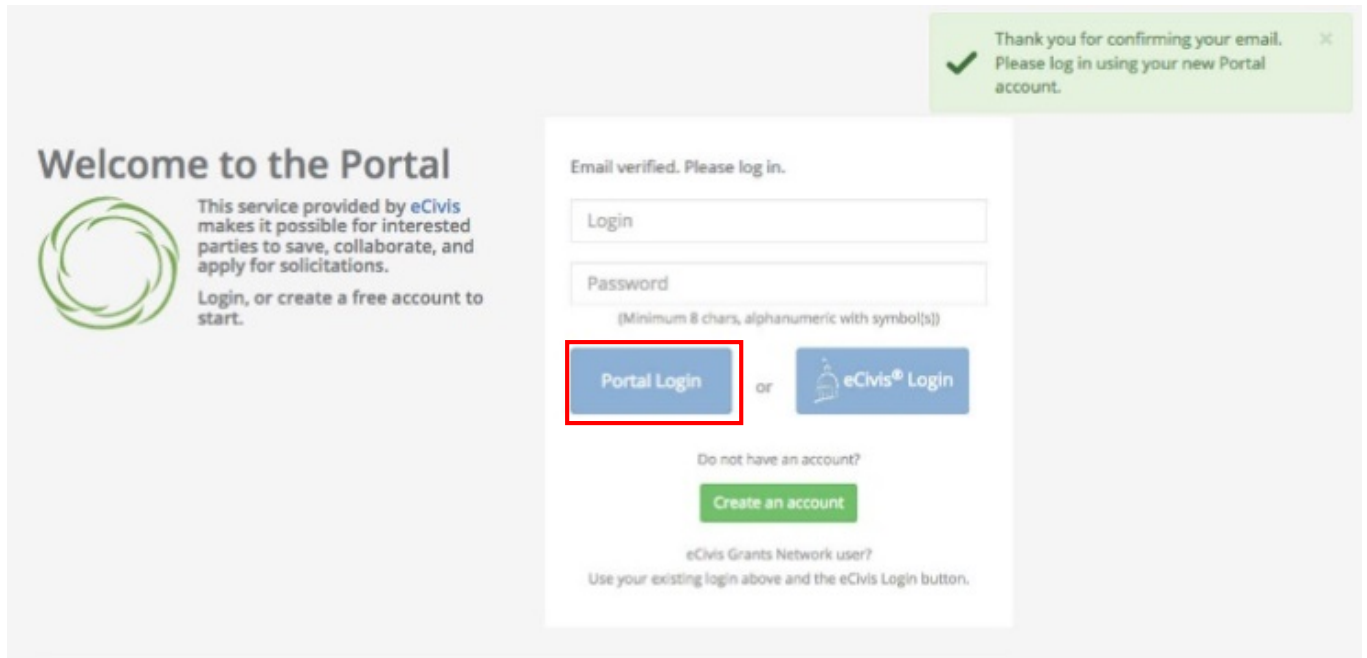 Thank you for confirming your email.
Please log in using your new Portal
account.
×
Welcome to the Portal
This service provided by eCivis
makes it possible for interested
parties to save, collaborate, and
apply for solicitations.
Login, or create a free account to
start.
Email verified. Please log in.
Login
Password
(Minimum 8 chars, alphanumeric with symbol(s))
Portal Login
or
eCivis® Login
Do not have an account?
Create an account
eCivis Grants Network user?
Use your existing login above and the eCivis Login button.